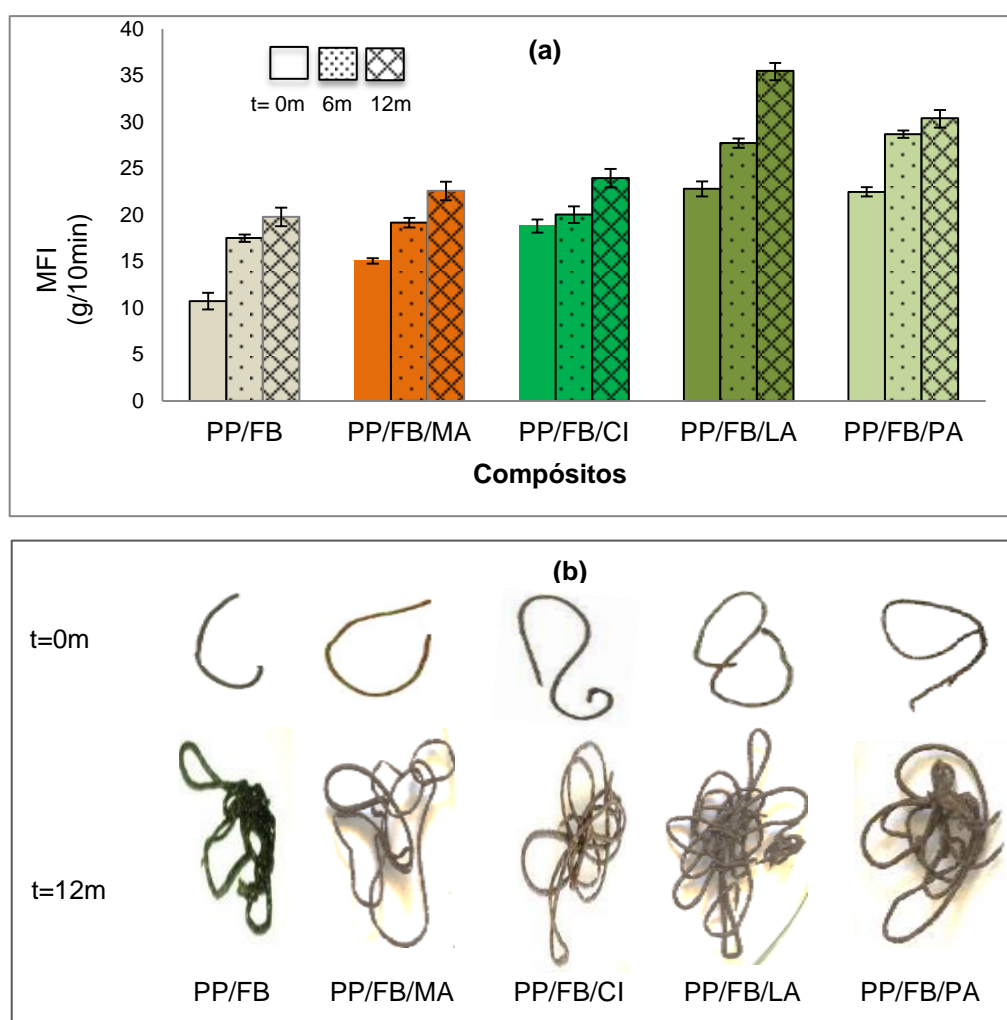 (a)
40
35
30
25
20
15
10
5
0
MFI
(g/10min)
t= 0m 6m 12m
PP/FB PP/FB/MA PP/FB/CI PP/FB/LA PP/FB/PA
Compósitos
(b)
t=0m
t=12m
PP/FB PP/FB/MA PP/FB/CI PP/FB/LA PP/FB/PA